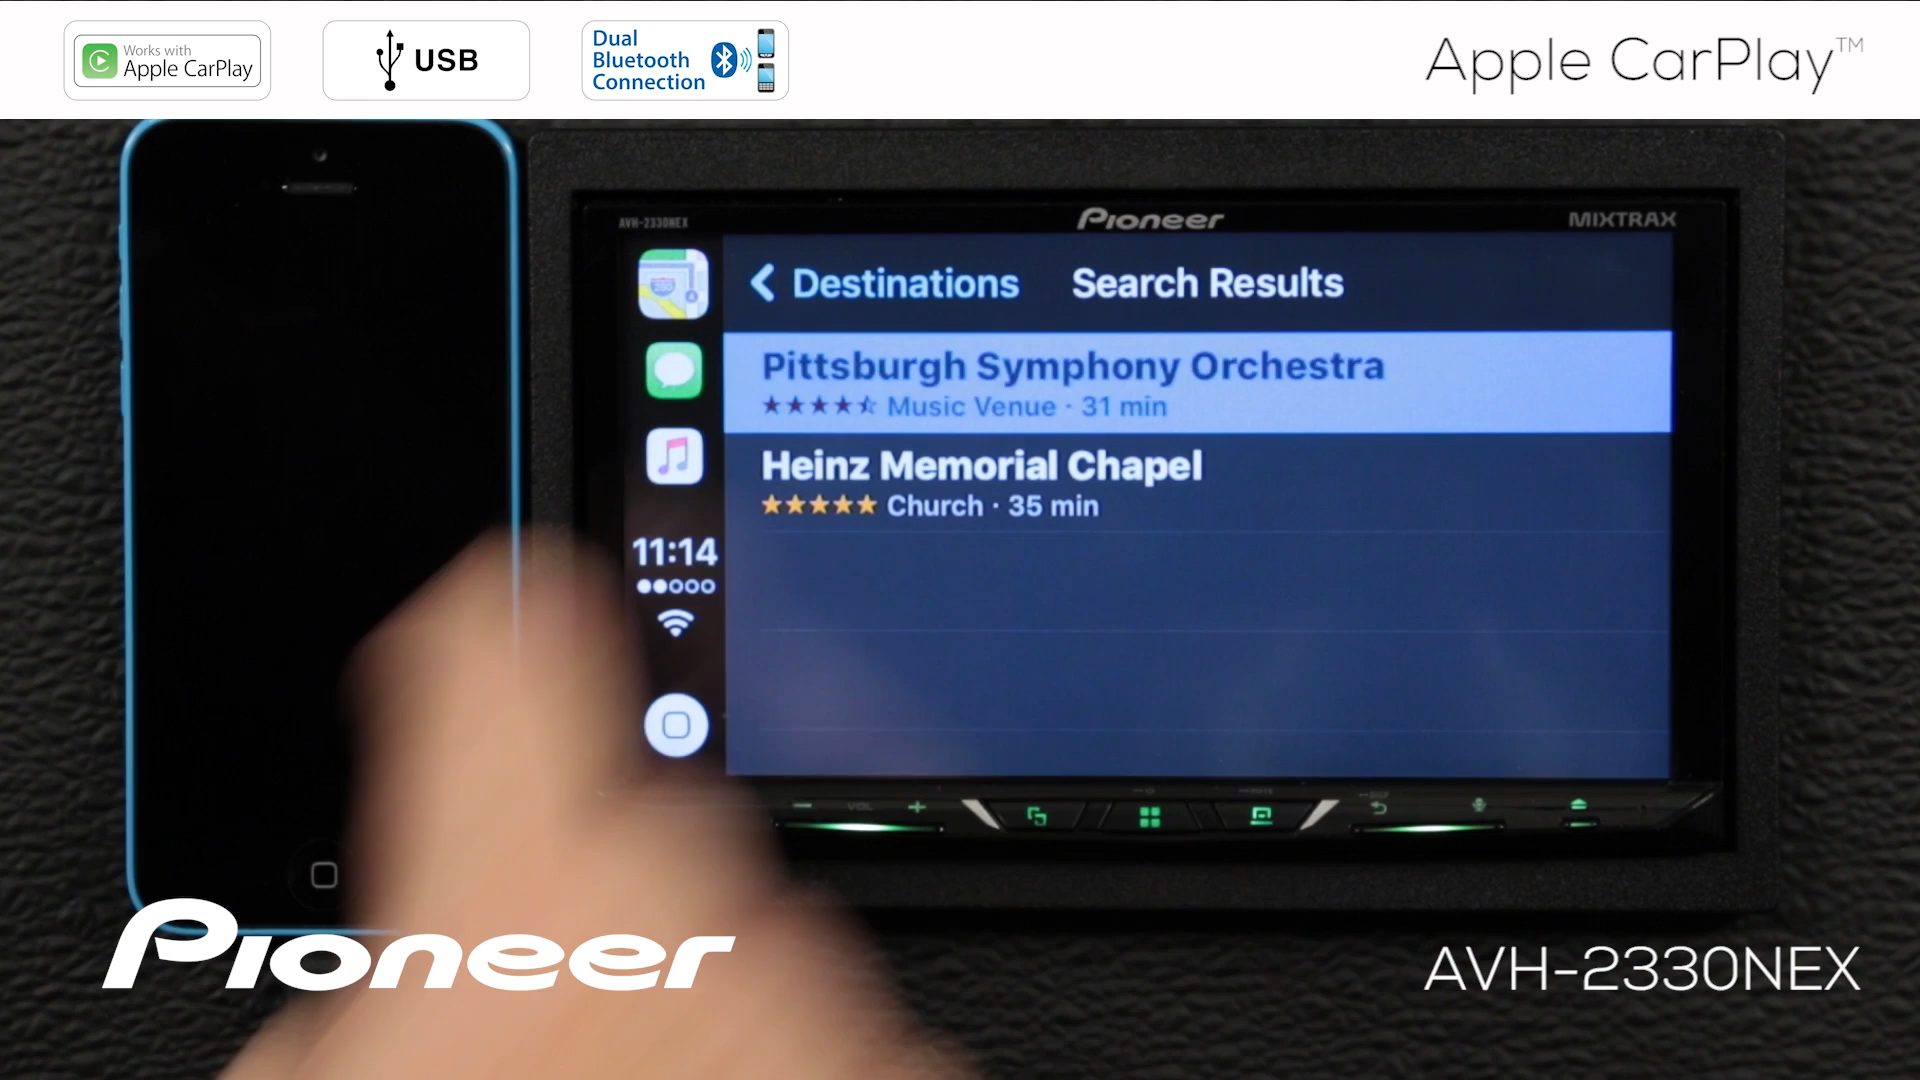 Works with
Apple CarPlay
USB
Dual
Bluetooth
Connection
Apple CarPlay™
AVH-2330NEX
Pioneer
MIXTRAX
Destinations Search Results
Pittsburgh Symphony Orchestra
Music Venue · 31 min
Heinz Memorial Chapel
Church · 35 min
11:14
VOL
Pioneer
AVH-2330NEX